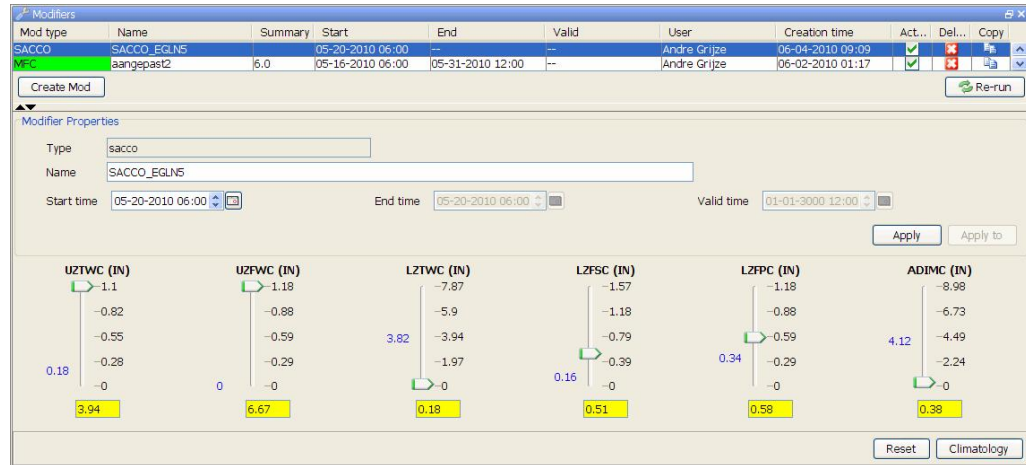 Modifiers
Mod type Name Summary Start End Valid User Creation time Act... Del... Copy
SACCO SACCO_EGLN5 05-20-2010 06:00 -- -- Andre Grijze 06-04-2010 09:09
MFC aangepast2 6.0 05-16-2010 06:00 05-31-2010 12:00 -- Andre Grijze 06-02-2010 01:17
Create Mod Re-run
Modifier Properties
Type sacco
Name SACCO_EGLN5
Start time 05-20-2010 06:00 End time 05-20-2010 06:00 Valid time 01-01-3000 12:00
Apply Apply to
UZTWC (IN) UZFWC (IN) LZTWC (IN) LZFSC (IN) LZFPC (IN) ADIMC (IN)
-1.1 -1.18 -7.87 -1.57 -1.18 -8.98
-0.82 -0.88 -5.9 -1.18 -0.88 -6.73
-0.55 -0.59 3.82 -3.94 -0.79 -0.59 4.12 -4.49
0.18 -0.28 -0.29 -1.97 -0.39 0.34 -0.29 -2.24
-0 0 -0 -0 0.16 -0 -0 -0
3.94 6.67 0.18 0.51 0.58 0.38
Reset Climatology